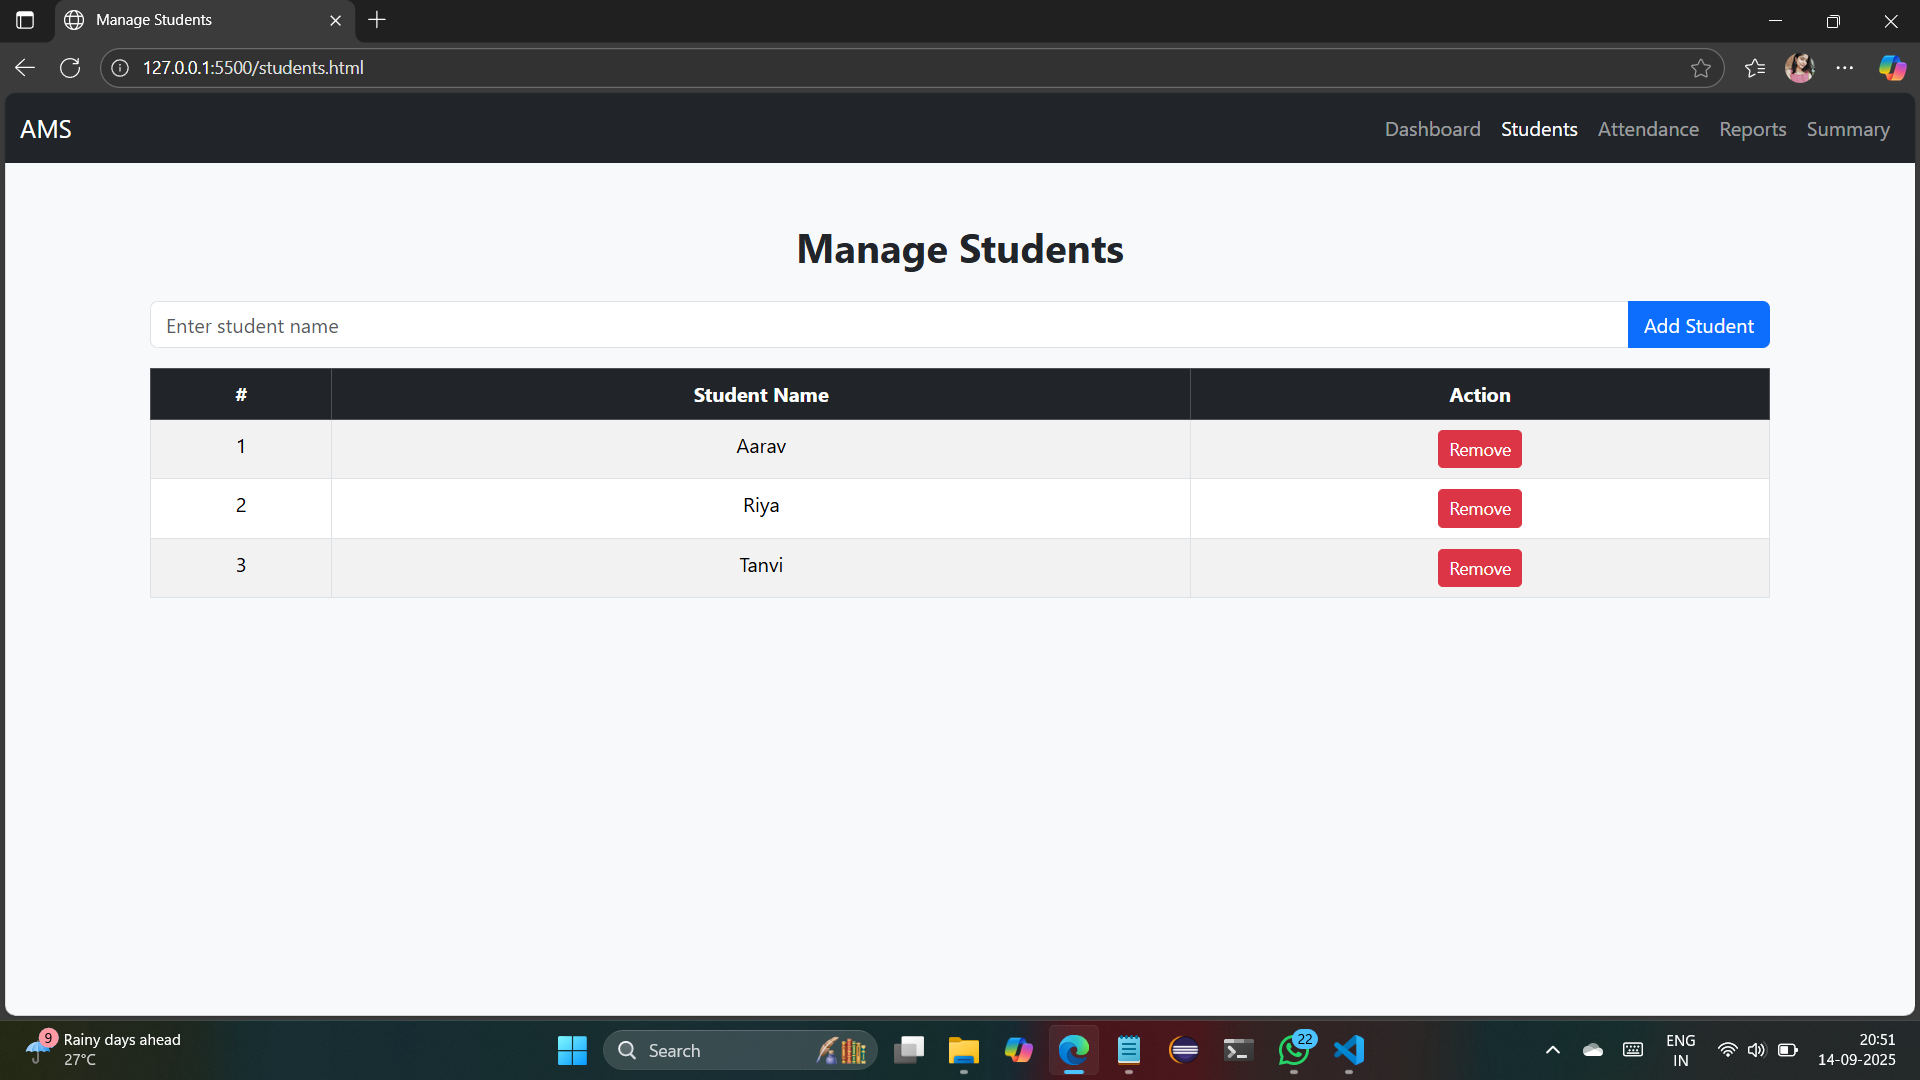 Manage Students
127.0.0.1:5500/students.html
AMS
Dashboard Students Attendance Reports Summary
Manage Students
Enter student name Add Student
# Student Name Action
1 Aarav Remove
2 Riya Remove
3 Tanvi Remove
9 Rainy days ahead
27°C
Search
22
ENG
IN
20:51
14-09-2025